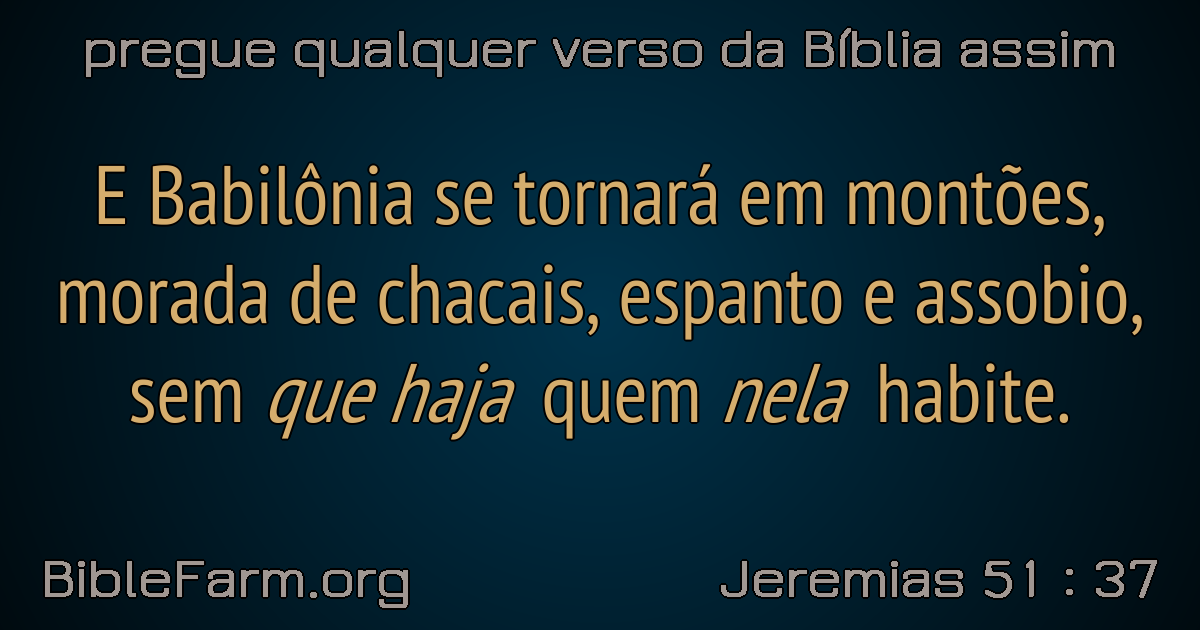 pregue qualquer verso da Bíblia assim
E Babilônia se tornará em montões,
morada de chacais, espanto e assobio,
sem que haja quem nela habite.
BibleFarm.org
Jeremias 51 : 37